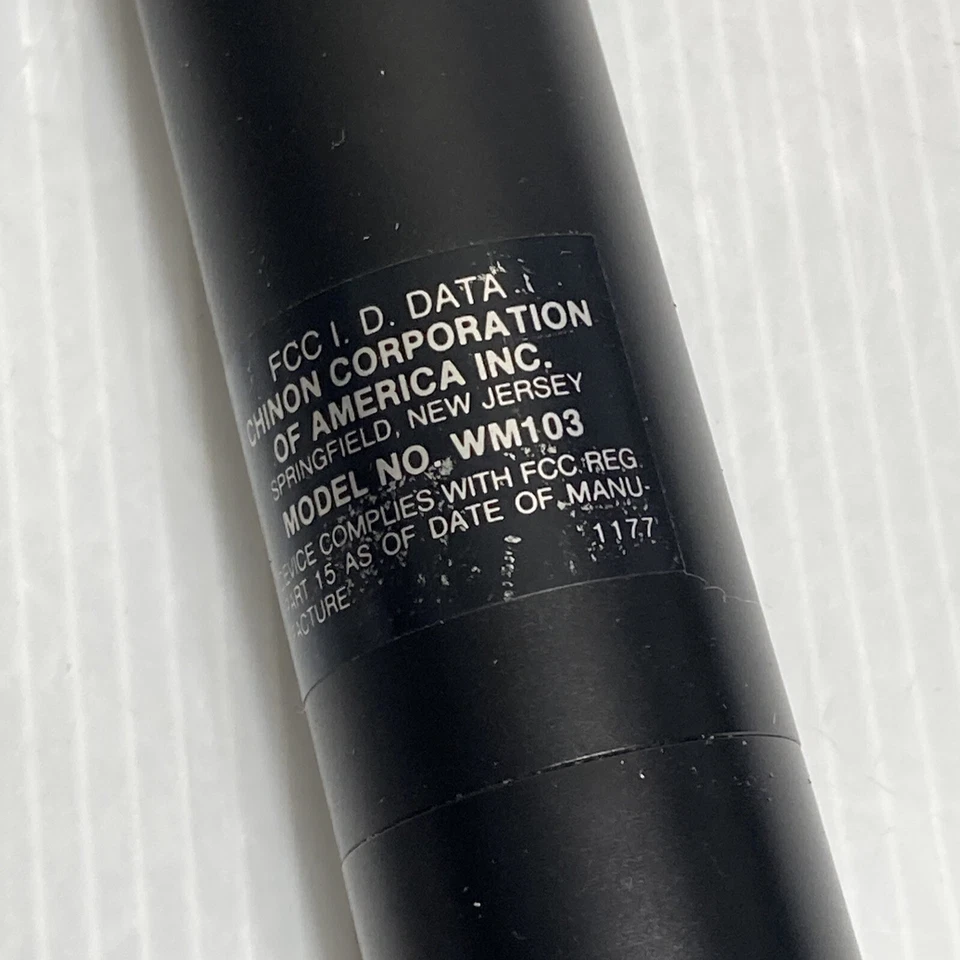 FCC I. D. DATA
CHINON CORPORATION
OF AMERICA INC.
SPRINGFIELD, NEW JERSEY
MODEL NO. WM103
EVICE COMPLIES WITH FCC REG.
ART 15 AS OF DATE OF MANU-
FACTURE
1177